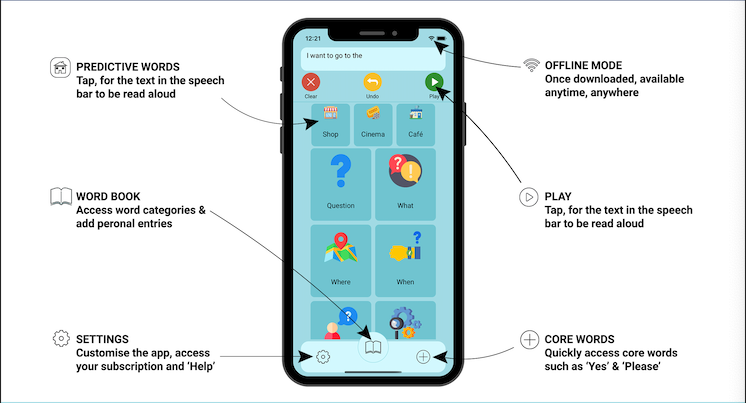 PREDICTIVE WORDS
Tap, for the text in the speech
bar to be read aloud
WORD BOOK
Access word categories &
add peronal entries
SETTINGS
Customise the app, access
your subscription and ‘Help’
12:21
I want to go to the
Clear
Undo
Play
Shop
Cinema
Café
Question
What
Where
When
OFFLINE MODE
Once downloaded, available
anytime, anywhere
PLAY
Tap, for the text in the speech
bar to be read aloud
CORE WORDS
Quickly access core words
such as ‘Yes’ & ‘Please’